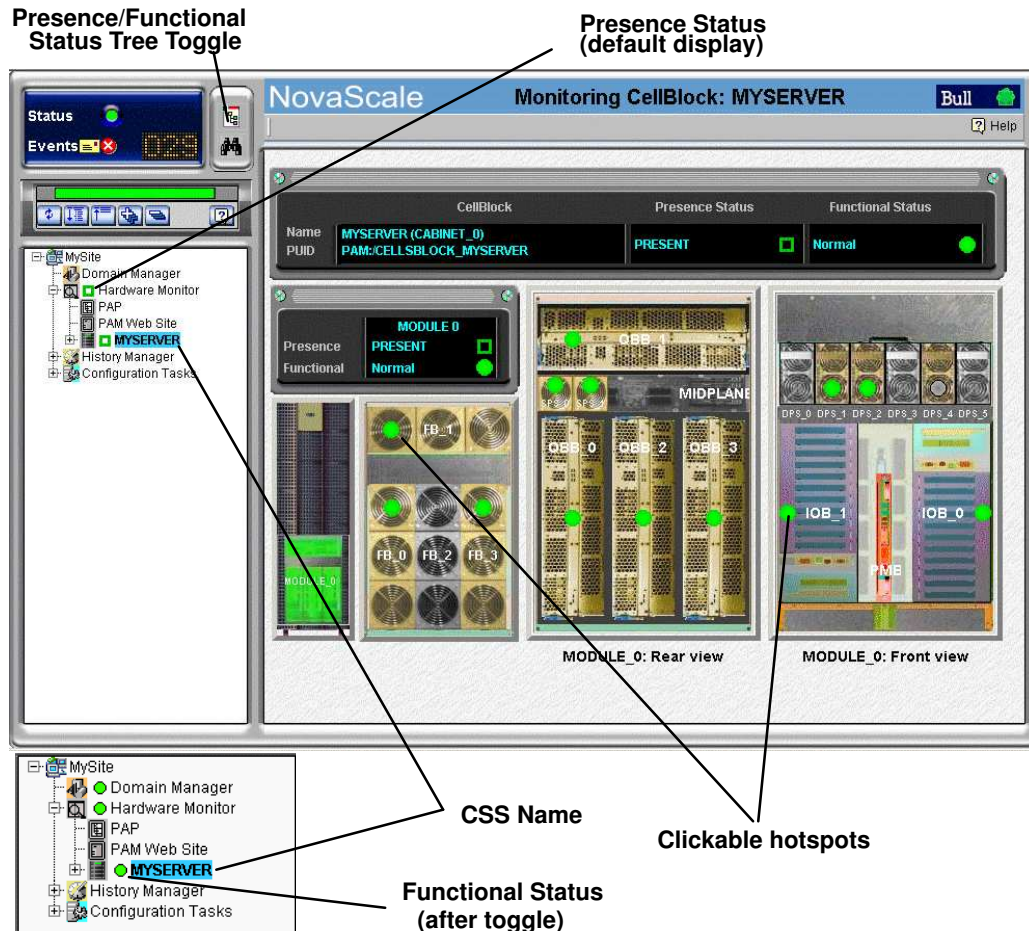 Presence/Functional
Status Tree Toggle
Presence Status
(default display)
Status
Events
029
NovaScale
Monitoring CellBlock: MYSERVER
Bull
Help
CellBlock
Presence Status
Functional Status
Name
MYSERVER (CABINET_0)
PUID
PAM:/CELLSBLOCK_MYSERVER
PRESENT
Normal
MySite
Domain Manager
Hardware Monitor
PAP
PAM Web Site
MYSERVER
History Manager
Configuration Tasks
MODULE 0
Presence
PRESENT
Functional
Normal
MODULE_0
FB_1
FB_0
FB_2
FB_3
QBB_1
SPS_0
SPS_1
MIDPLANE
QBB_0
QBB_2
QBB_3
DPS_0
DPS_1
DPS_2
DPS_3
DPS_4
DPS_5
IOB_1
IOB_0
PMB
MODULE_0: Rear view
MODULE_0: Front view
MySite
Domain Manager
Hardware Monitor
PAP
PAM Web Site
MYSERVER
History Manager
Configuration Tasks
CSS Name
Clickable hotspots
Functional Status
(after toggle)